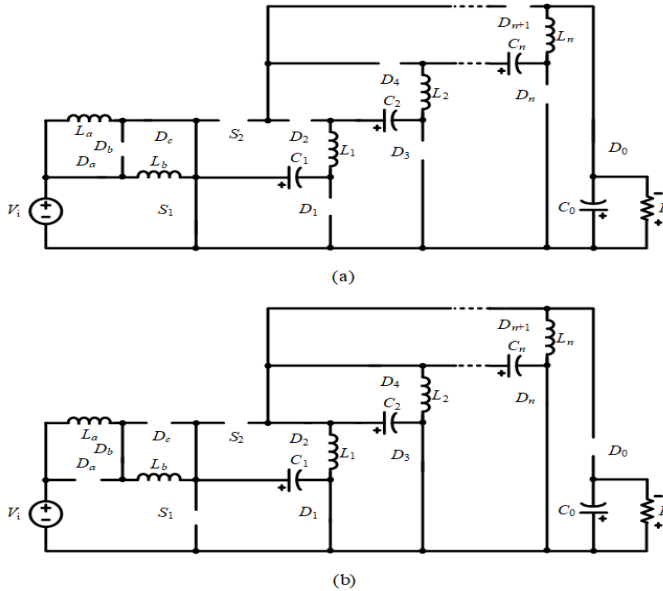 D_{n+1}
L_n
C_n
D_4
C_2
L_2
D_n
L_a
D_c
S_2
D_2
D_b
L_1
D_3
D_a
L_b
C_1
D_0
V_i
S_1
D_1
C_0
(a)
D_{n+1}
L_n
C_n
D_4
C_2
L_2
D_n
L_a
D_c
S_2
D_2
D_b
L_1
D_3
D_0
D_a
L_b
C_1
V_i
S_1
D_1
C_0
(b)